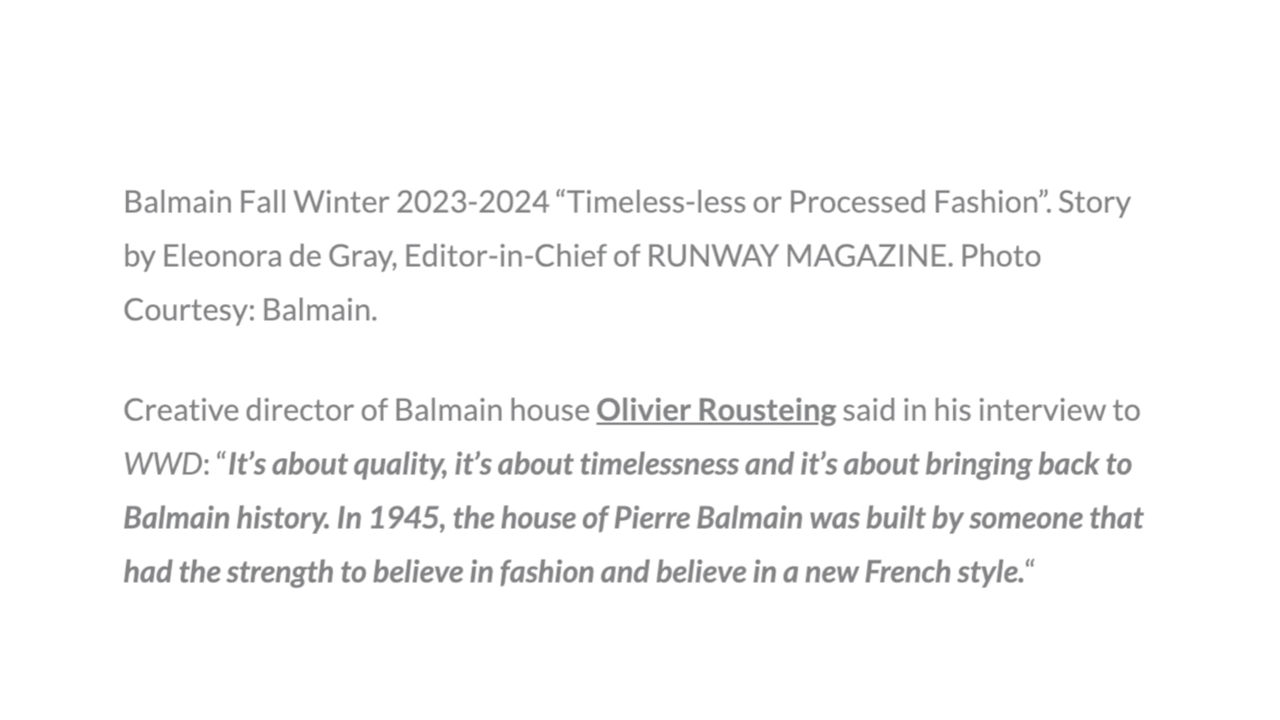 Balmain Fall Winter 2023-2024 “Timeless-less or Processed Fashion”. Story
by Eleonora de Gray, Editor-in-Chief of RUNWAY MAGAZINE. Photo
Courtesy: Balmain.
Creative director of Balmain house Olivier Rousteing said in his interview to
WWD: “It’s about quality, it’s about timelessness and it’s about bringing back to
Balmain history. In 1945, the house of Pierre Balmain was built by someone that
had the strength to believe in fashion and believe in a new French style.“